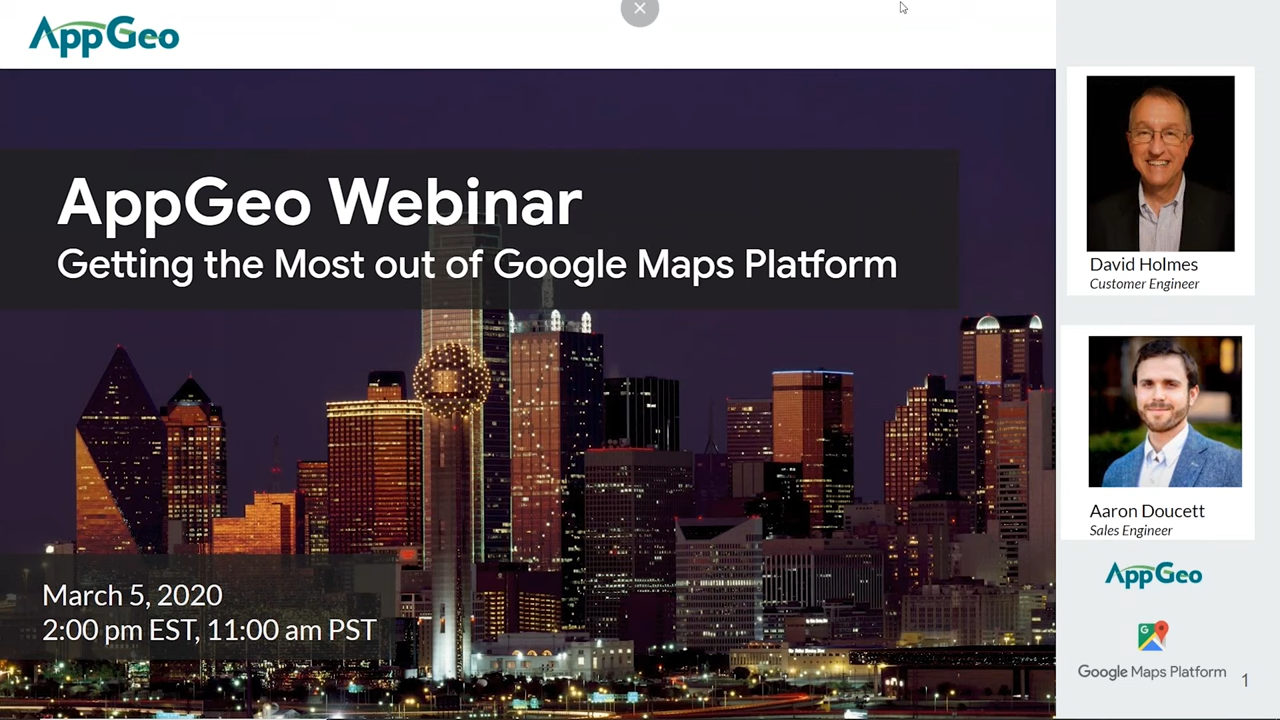 AppGeo
AppGeo Webinar
Getting the Most out of Google Maps Platform
March 5, 2020
2:00 pm EST, 11:00 am PST
David Holmes
Customer Engineer
Aaron Doucett
Sales Engineer
AppGeo
G
Google Maps Platform
1